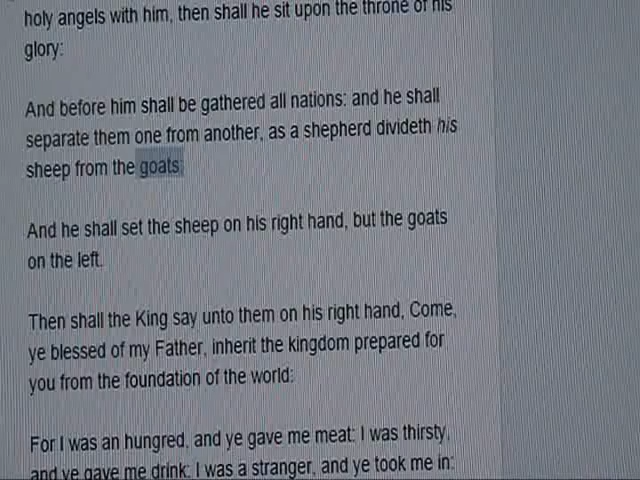 holy angels with him, then shall he sit upon the throne of his
glory:
And before him shall be gathered all nations: and he shall
separate them one from another, as a shepherd divideth his
sheep from the goats:
And he shall set the sheep on his right hand, but the goats
on the left.
Then shall the King say unto them on his right hand, Come,
ye blessed of my Father, inherit the kingdom prepared for
you from the foundation of the world:
For I was an hungred, and ye gave me meat: I was thirsty,
and ye gave me drink: I was a stranger, and ye took me in: